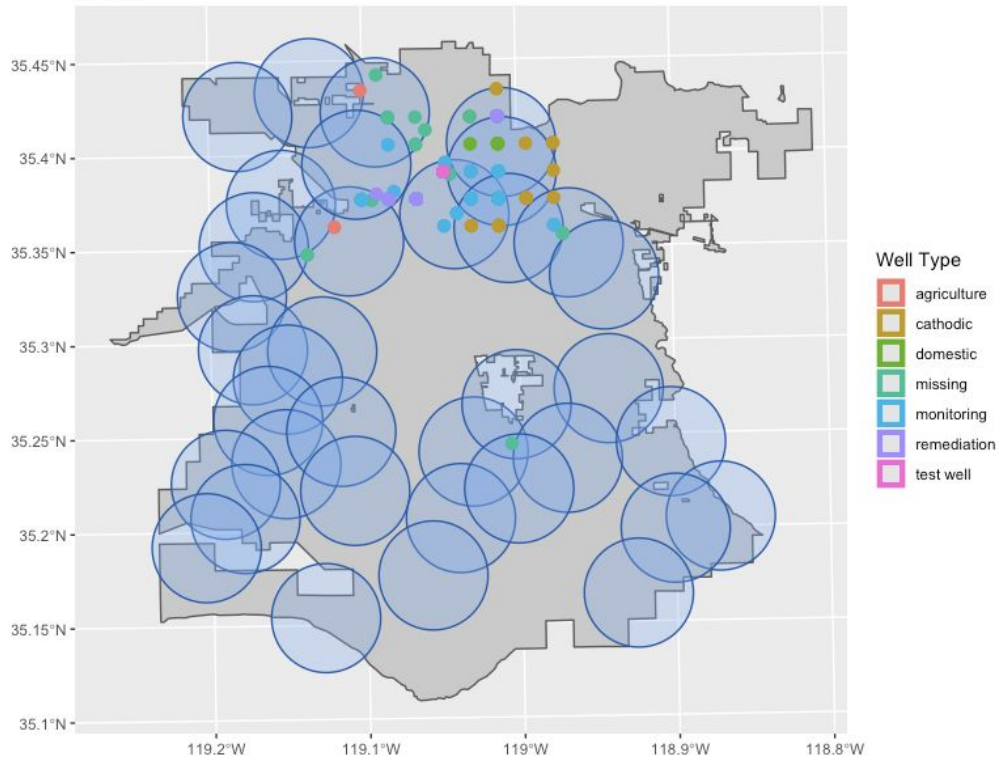 35.45°N
35.4°N
35.35°N
35.3°N
35.25°N
35.2°N
35.15°N
35.1°N
119.2°W
119.1°W
119°W
118.9°W
118.8°W
Well Type
agriculture
cathodic
domestic
missing
monitoring
remediation
test well